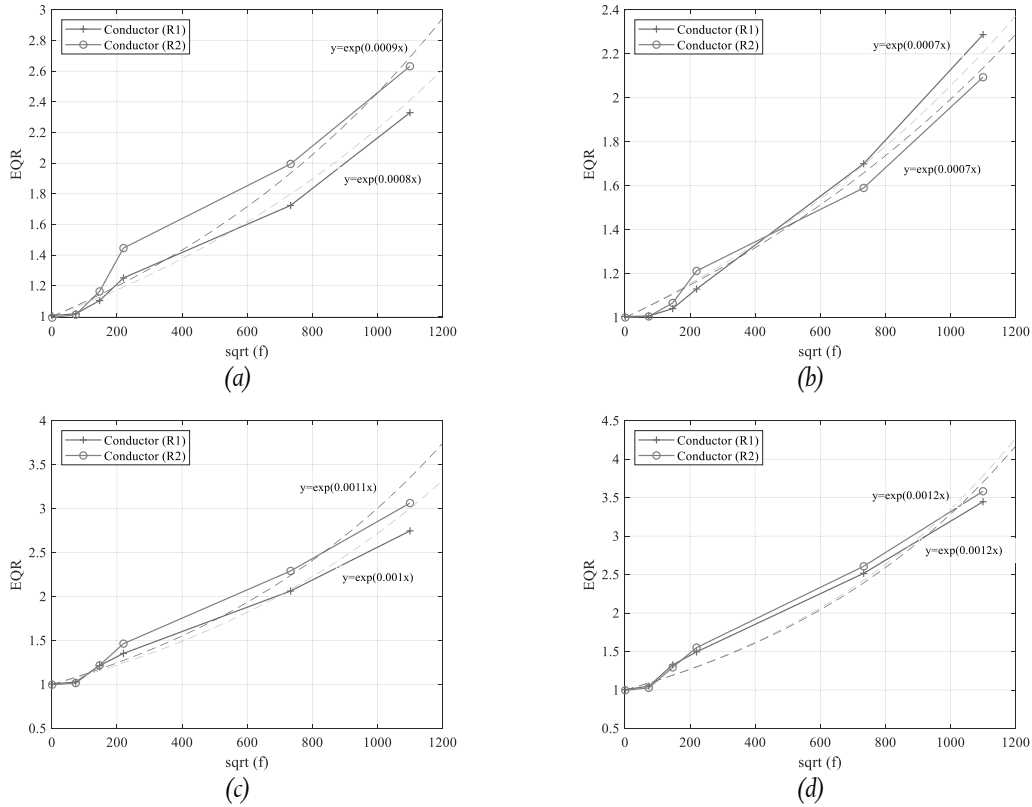 3
2.8
2.6
2.4
2.2
2
1.8
1.6
1.4
1.2
1
EQR
Conductor (R1)
Conductor (R2)
y=exp(0.0009x)
y=exp(0.0008x)
0 200 400 600 800 1000 1200
sqrt (f)
(a)
2.4
2.2
2
1.8
1.6
1.4
1.2
1
EQR
Conductor (R1)
Conductor (R2)
y=exp(0.0007x)
y=exp(0.0007x)
0 200 400 600 800 1000 1200
sqrt (f)
(b)
4
3.5
3
2.5
2
1.5
1
0.5
EQR
Conductor (R1)
Conductor (R2)
y=exp(0.0011x)
y=exp(0.001x)
0 200 400 600 800 1000 1200
sqrt (f)
(c)
4.5
4
3.5
3
2.5
2
1.5
1
0.5
EQR
Conductor (R1)
Conductor (R2)
y=exp(0.0012x)
y=exp(0.0012x)
0 200 400 600 800 1000 1200
sqrt (f)
(d)